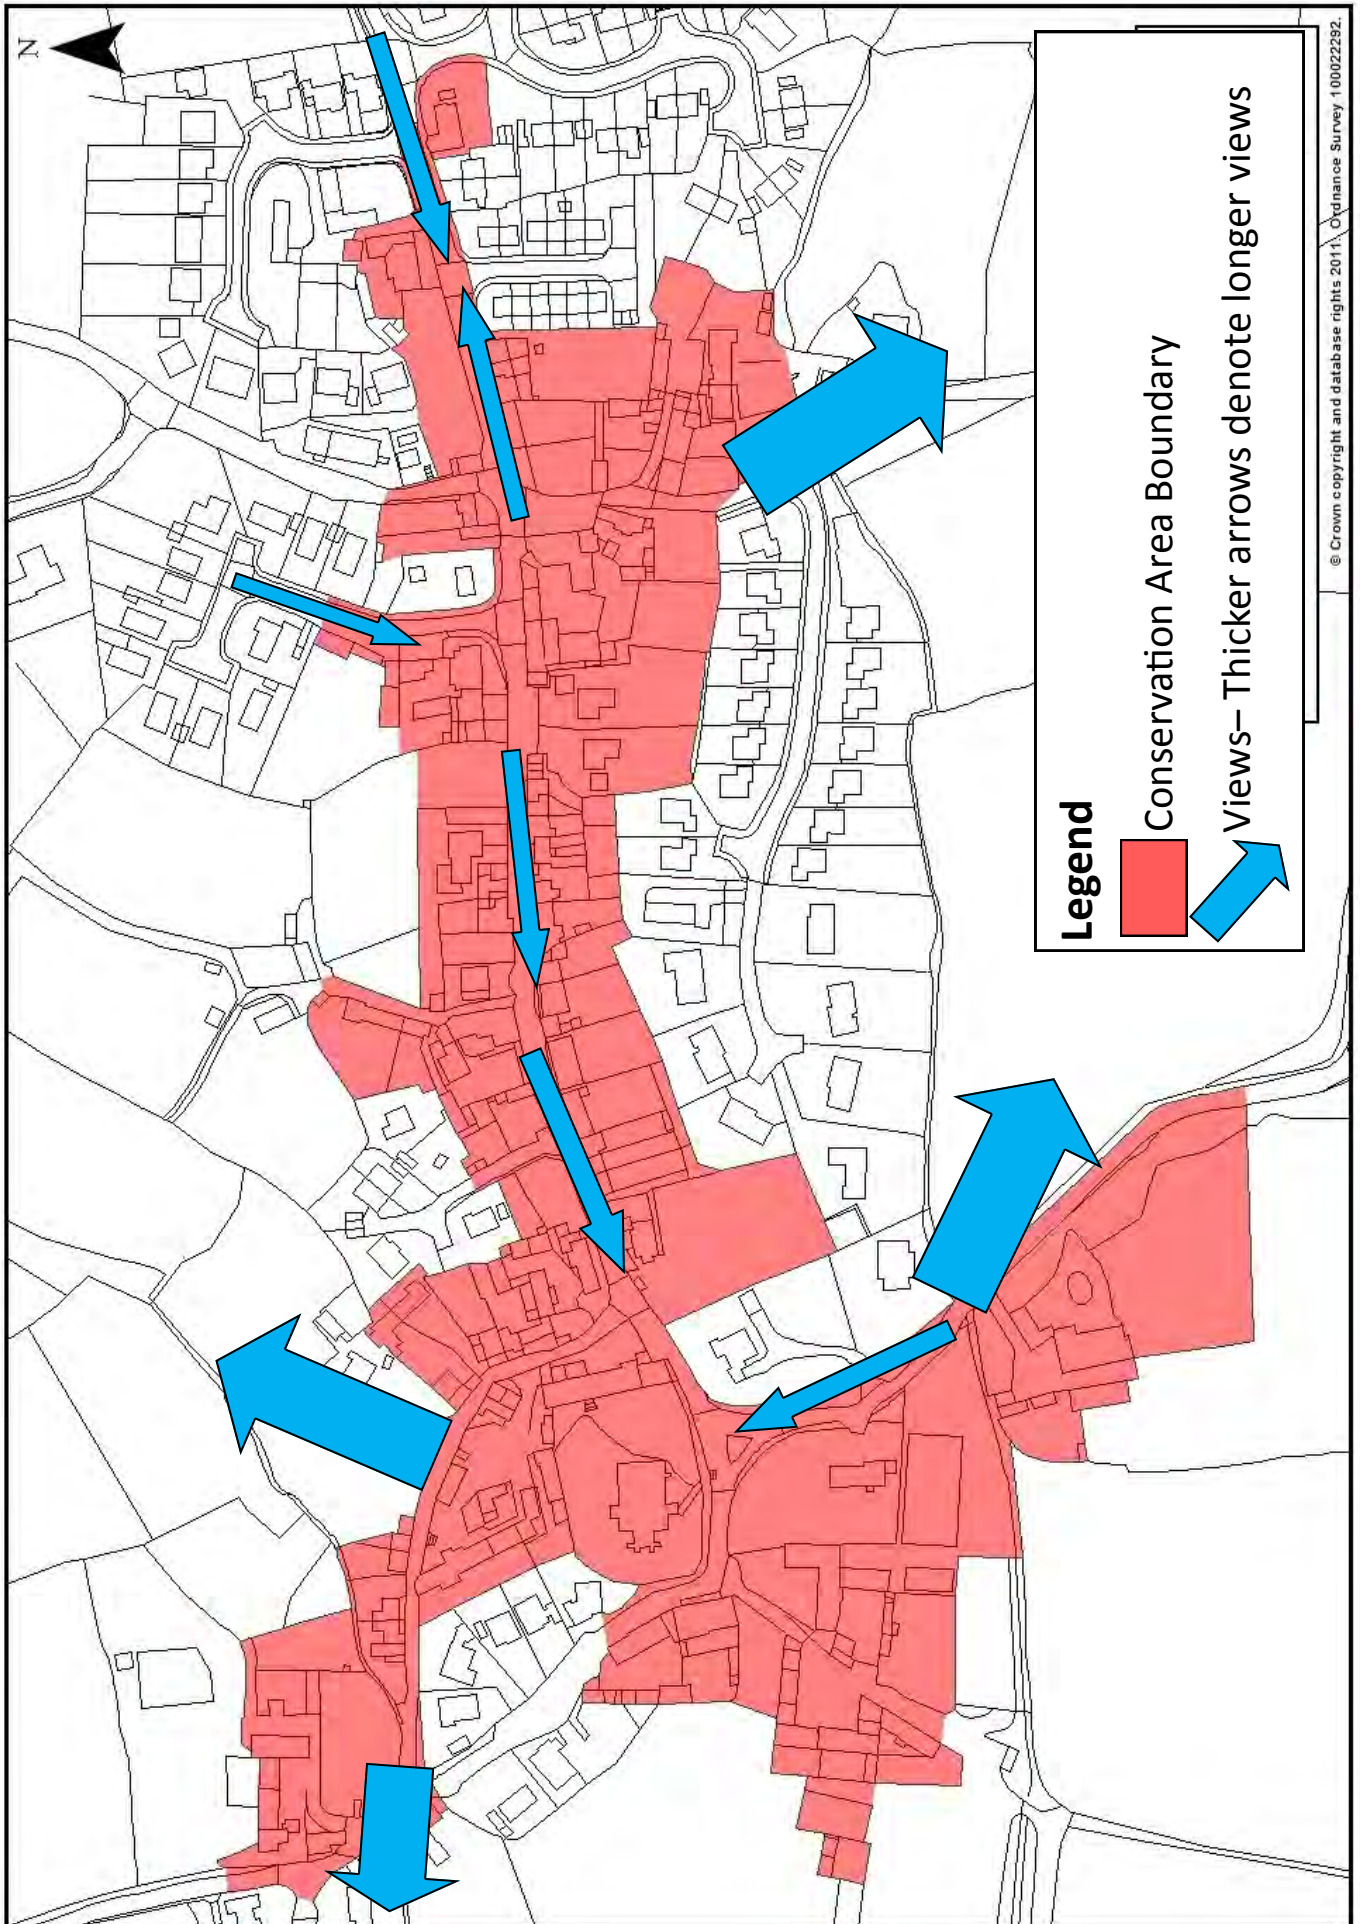 N
Legend
Conservation Area Boundary
Views– Thicker arrows denote longer views
© Crown copyright and database rights 2011. Ordnance Survey 100022292.